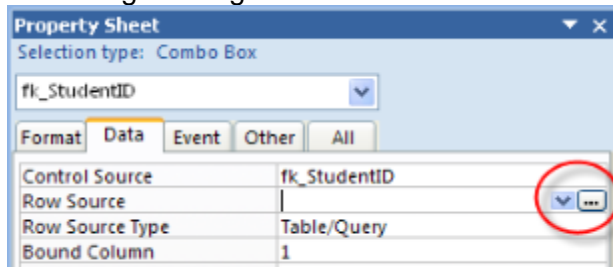 Property Sheet
Selection type: Combo Box
fk_StudentID
Format Data Event Other All
Control Source fk_StudentID
Row Source
Row Source Type Table/Query
Bound Column 1